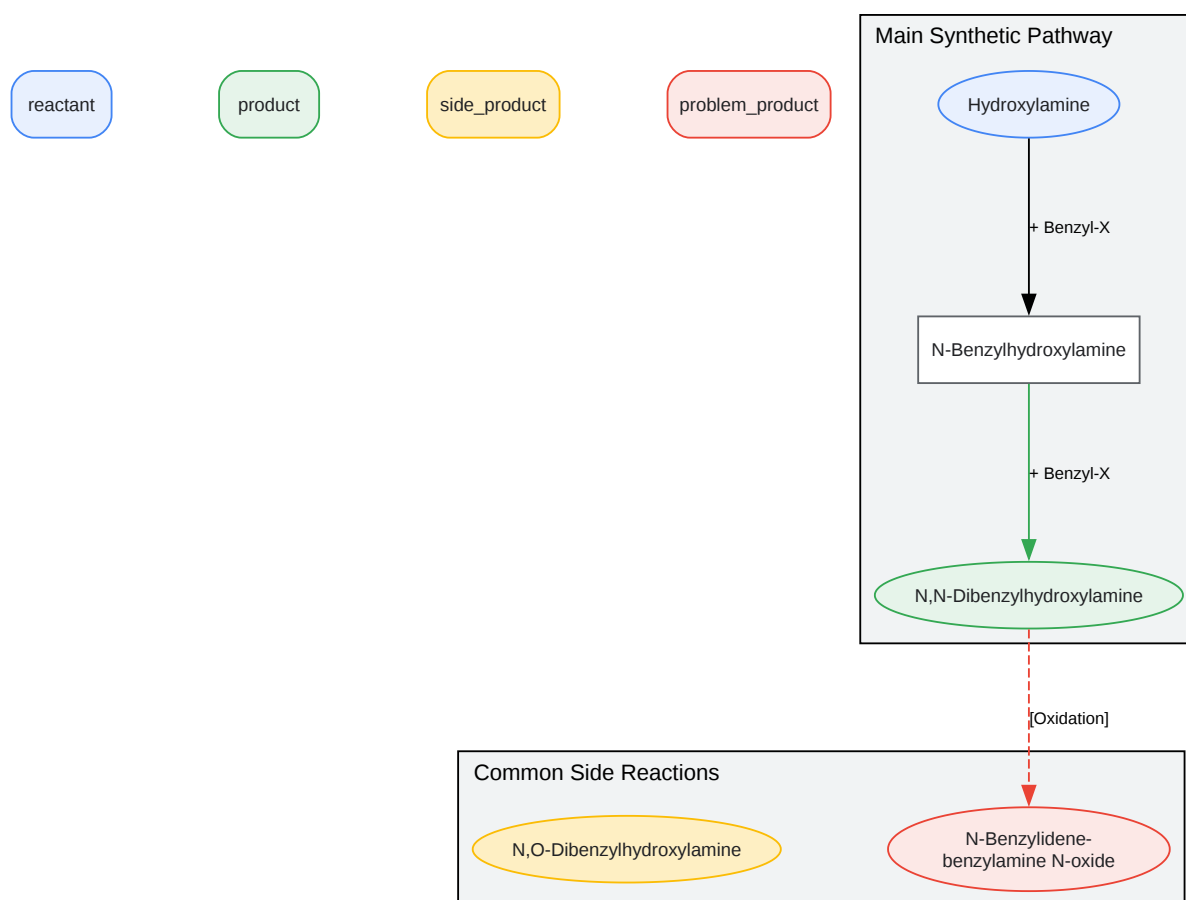 Main Synthetic Pathway
reactant
product
side_product
problem_product
Hydroxylamine
+ Benzyl-X
N-Benzylhydroxylamine
+ Benzyl-X
N,N-Dibenzylhydroxylamine
[Oxidation]
Common Side Reactions
N,O-Dibenzylhydroxylamine
N-Benzylidene-
benzylamine N-oxide